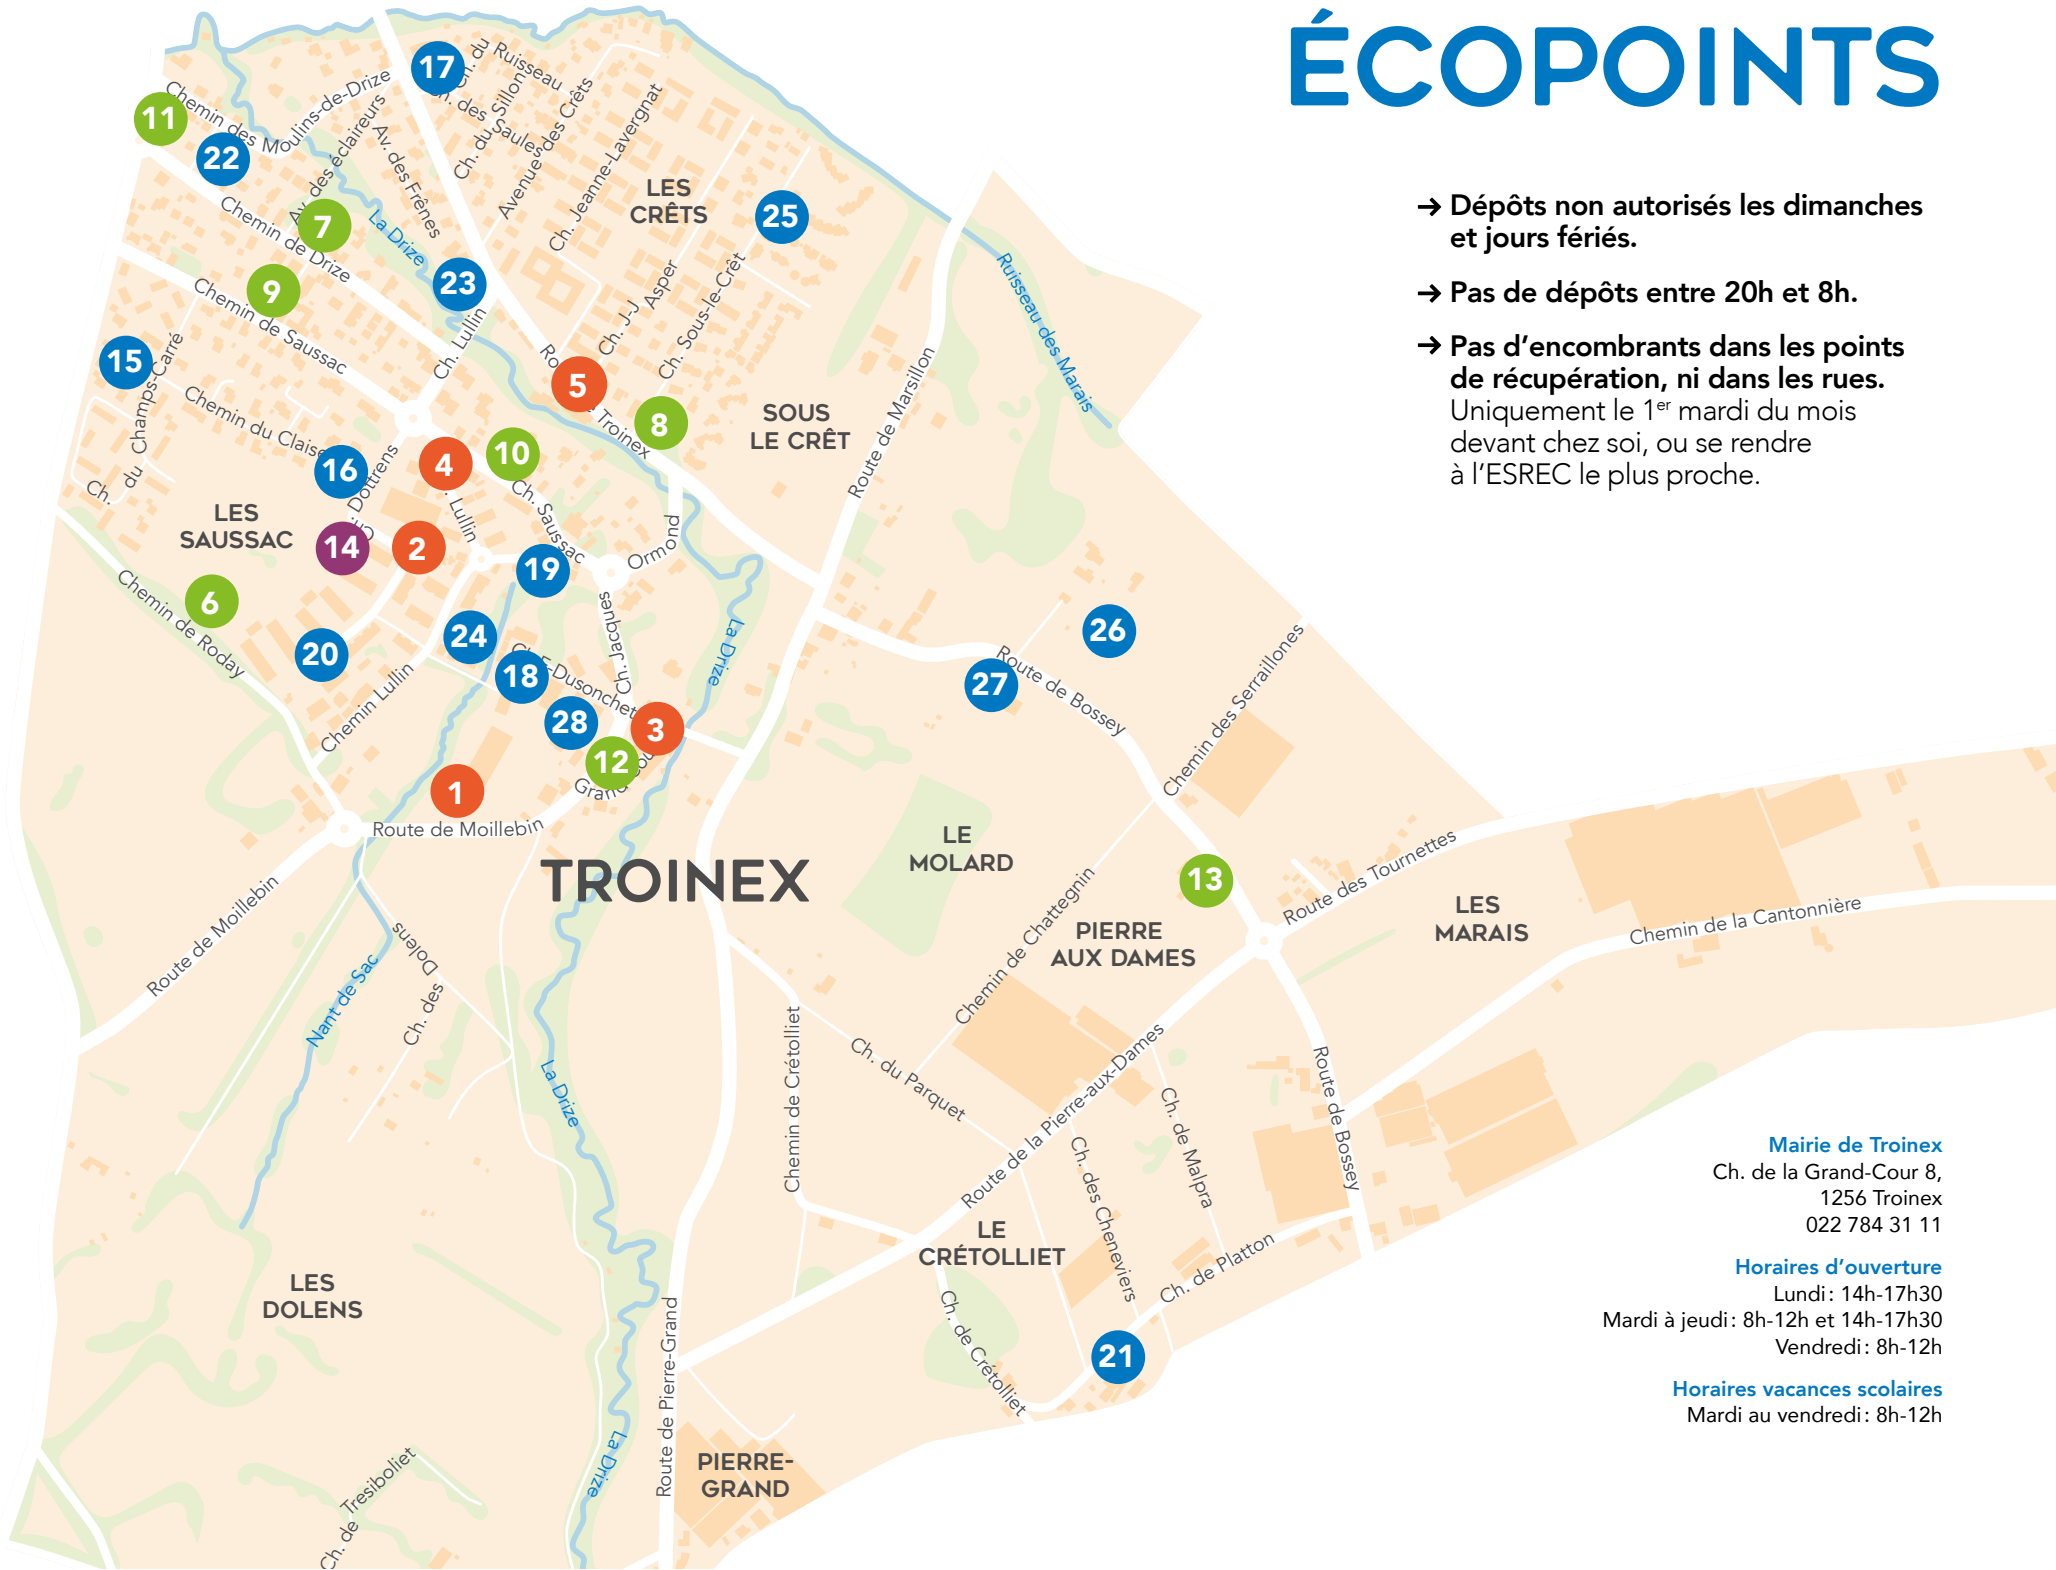 ÉCOPOINTS
→ Dépôts non autorisés les dimanches
et jours fériés.
→ Pas de dépôts entre 20h et 8h.
→ Pas d’encombrants dans les points
de récupération, ni dans les rues.
Uniquement le 1er mardi du mois
devant chez soi, ou se rendre
à l’ESREC le plus proche.
17
Ch. du Ruisseau
Ch. des Saules
Ch. du Sillon
Avenue des Crêts
Ch. Jeanne-Lavergnat
11
Chemin des Moulins-de-Drize
22
Av. des éclaireurs
Av. des Frênes
LES
CRÊTS
25
7
Chemin de Drize
La Drize
23
9
Chemin de Saussac
Ch. Lullin
Ch. J-J Asper
Ch. Sous-le-Crêt
Ruisseau des Marais
15
Ch. du Champs-Carré
Chemin du Claiset
5
Troinex
8
SOUS
LE CRÊT
Route de Marsillon
16
Dottrens
4
10
Lullin
Ch. Saussac
LES
SAUSSAC
14
2
19
Ormond
6
Chemin de Roday
20
24
Ch. Jacques
La Drize
18
Dusonchet
Chemin Lullin
28
3
12
Grand
1
Route de Moillebin
26
27
Route de Bossey
Chemin des Serraillones
TROINEX
LE
MOLARD
13
Route des Tournettes
LES
MARAIS
Chemin de la Cantonnière
PIERRE
AUX DAMES
Chemin de Chattegnin
Route de Moillebin
Nant de Sac
Ch. des Dolens
La Drize
Chemin de Crétolliet
Ch. du Parquet
Route de la Pierre-aux-Dames
Ch. de Malpra
Ch. des Cheneviers
Route de Bossey
LE
CRÉTOLLIET
Ch. de Platton
Ch. de Crétolliet
21
LES
DOLENS
Route de Pierre-Grand
La Drize
PIERRE-
GRAND
Ch. de Tresiboliet
Mairie de Troinex
Ch. de la Grand-Cour 8,
1256 Troinex
022 784 31 11
Horaires d’ouverture
Lundi : 14h-17h30
Mardi à jeudi : 8h-12h et 14h-17h30
Vendredi : 8h-12h
Horaires vacances scolaires
Mardi au vendredi : 8h-12h